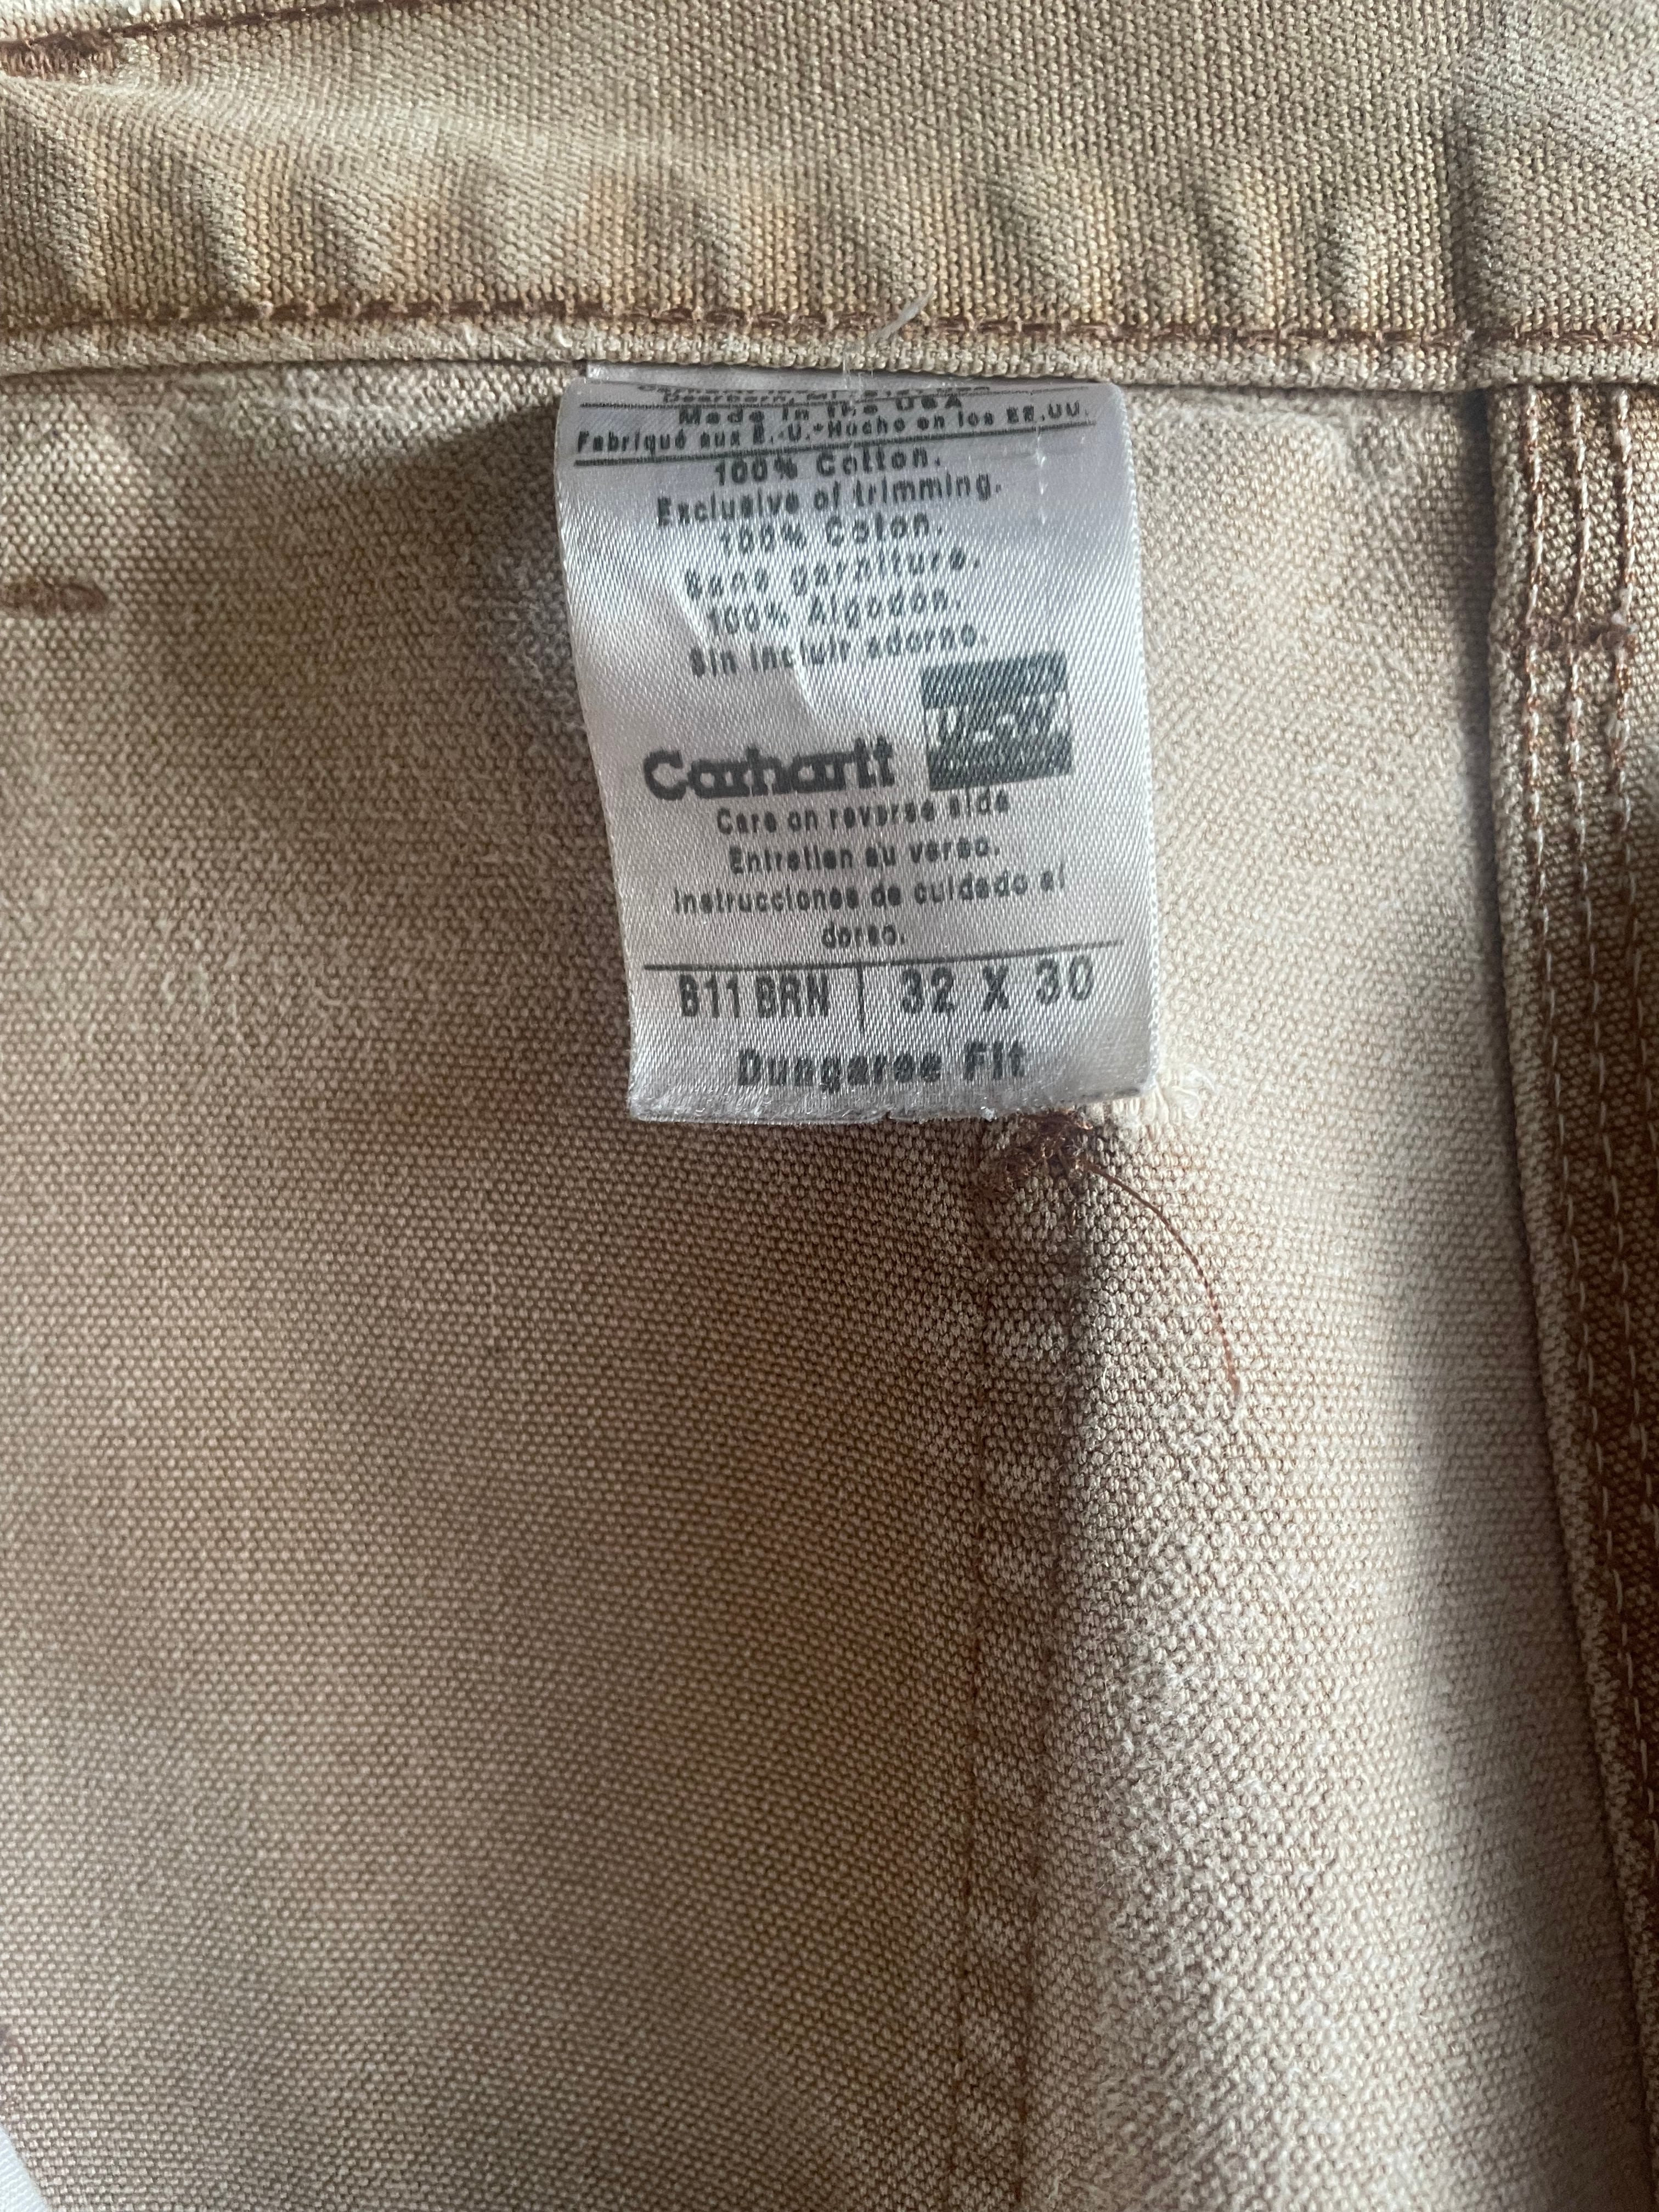 Dearborn, MI
Made in the USA
Fabriqué aux E.-U.•Hecho en los EE.UU.
100% Cotton.
Exclusive of trimming.
100% Coton.
Sans garniture.
100% Algodón.
Sin incluir adorno.
Carhartt
Care on reverse side
Entretien au verso.
Instrucciones de cuidado al
dorso.
B11 BRN | 32 X 30
Dungaree Fit